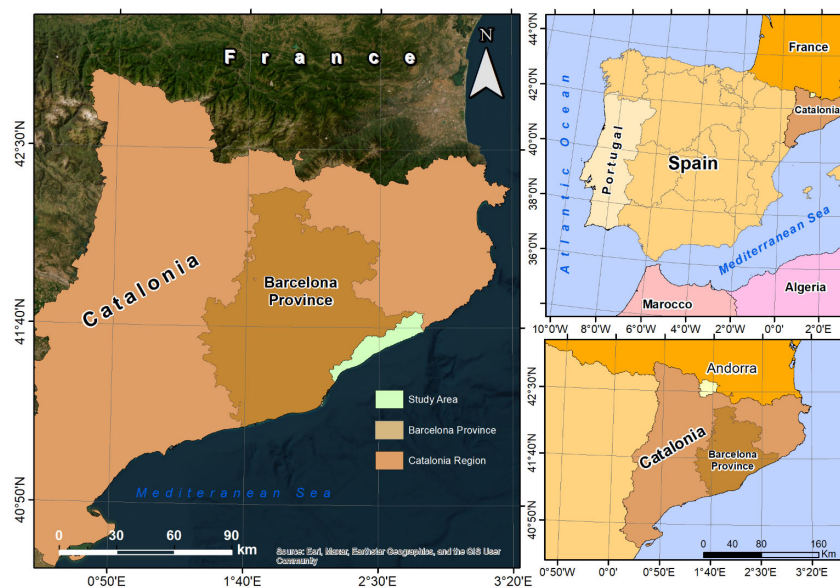 F r a n c e
N
42°30'N
41°40'N
40°50'N
Catalonia
Barcelona
Province
Study Area
Barcelona Province
Catalonia Region
Mediteranean Sea
0 30 60 90
km
Source: Esri, Maxar, Earthstar Geographics, and the GIS User
Community
0°50'E 1°40'E 2°30'E 3°20'E
44°0'N
42°0'N
40°0'N
38°0'N
36°0'N
France
Catalonia
Atlantic Ocean
Portugal
Spain
Mediterranean Sea
Marocco
Algeria
10°0'W 8°0'W 6°0'W 4°0'W 2°0'W 0°0' 2°0'E
42°30'N
41°40'N
40°50'N
Andorra
Catalonia
Barcelona
Province
0 40 80 160
Km
0°50'W 0°0' 0°50'E 1°40'E 2°30'E 3°20'E